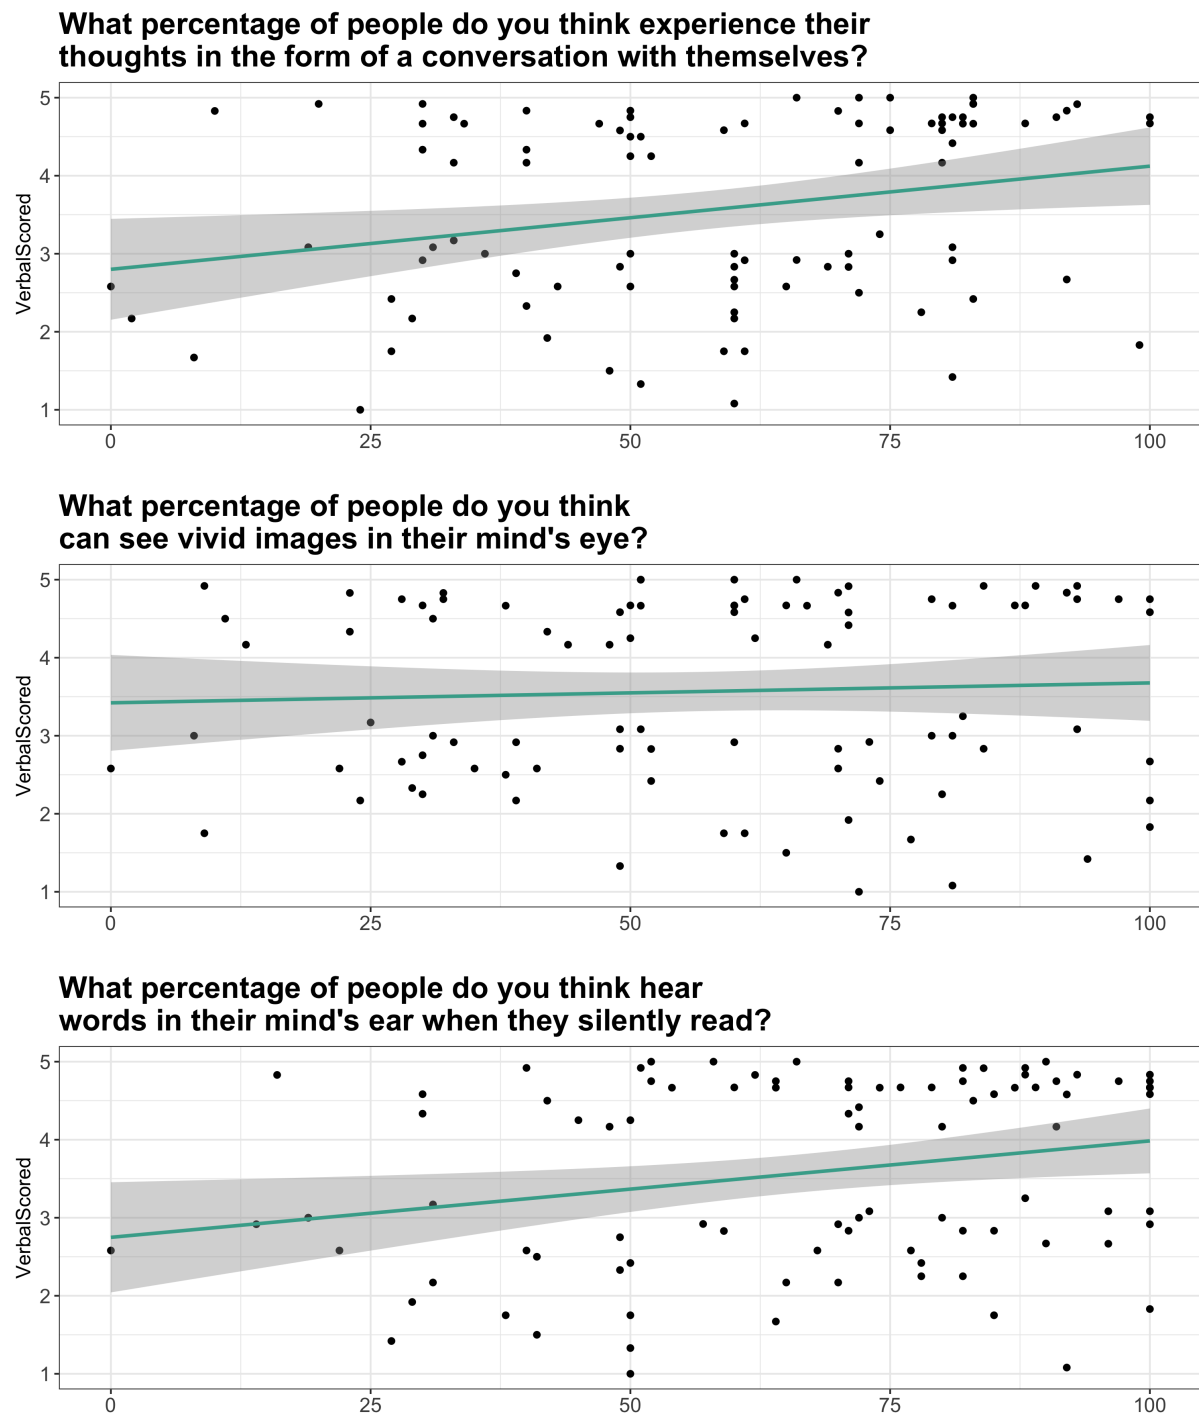 What percentage of people do you think experience their
thoughts in the form of a conversation with themselves?
VerbalScored
5
4
3
2
1
0 25 50 75 100
What percentage of people do you think
can see vivid images in their mind's eye?
VerbalScored
5
4
3
2
1
0 25 50 75 100
What percentage of people do you think hear
words in their mind's ear when they silently read?
VerbalScored
5
4
3
2
1
0 25 50 75 100